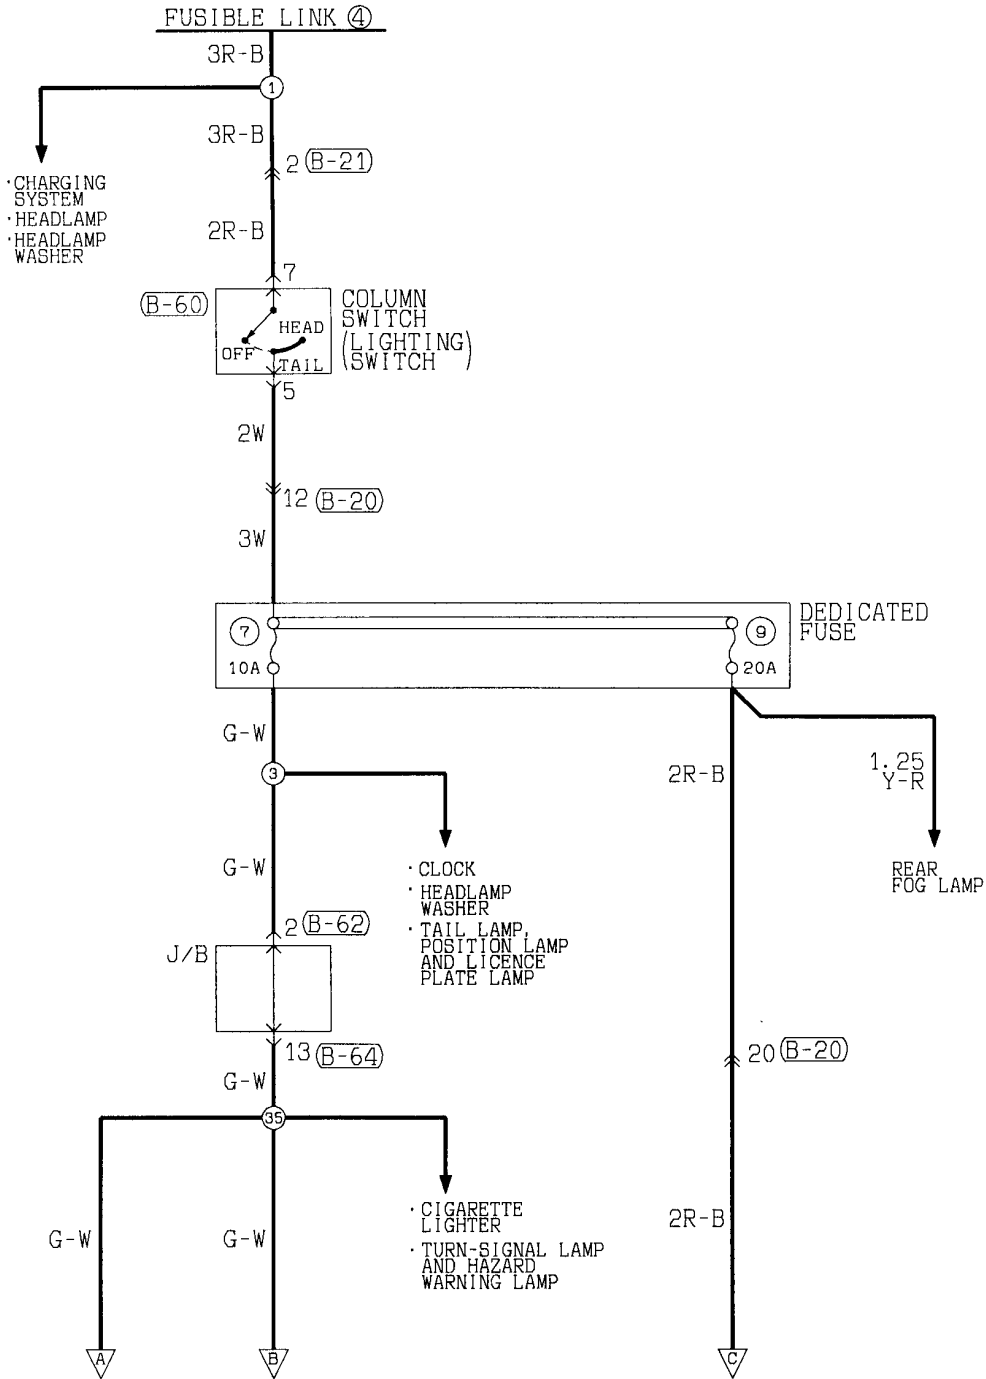 FUSIBLE LINK ④
3R-B
1
3R-B
2 B-21
·CHARGING
SYSTEM
·HEADLAMP
·HEADLAMP
WASHER
2R-B
7
B-60
COLUMN
SWITCH
(LIGHTING)
(SWITCH)
HEAD
OFF
TAIL
5
2W
12 B-20
3W
DEDICATED
FUSE
7
9
10A
20A
G-W
3
2R-B
1.25
Y-R
G-W
·CLOCK
·HEADLAMP
WASHER
·TAIL LAMP,
POSITION LAMP
AND LICENCE
PLATE LAMP
REAR
FOG LAMP
2 B-62
J/B
13 B-64
20 B-20
G-W
35
·CIGARETTE
LIGHTER
·TURN-SIGNAL LAMP
AND HAZARD
WARNING LAMP
G-W
G-W
2R-B
A
B
C